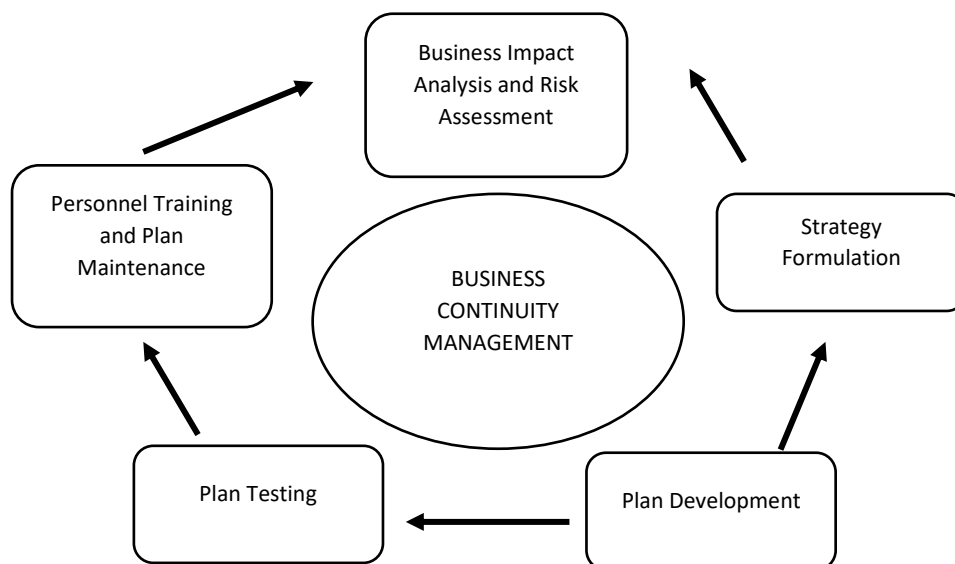 Business Impact
Analysis and Risk
Assessment
Personnel Training
and Plan
Maintenance
Strategy
Formulation
BUSINESS
CONTINUITY
MANAGEMENT
Plan Testing
Plan Development